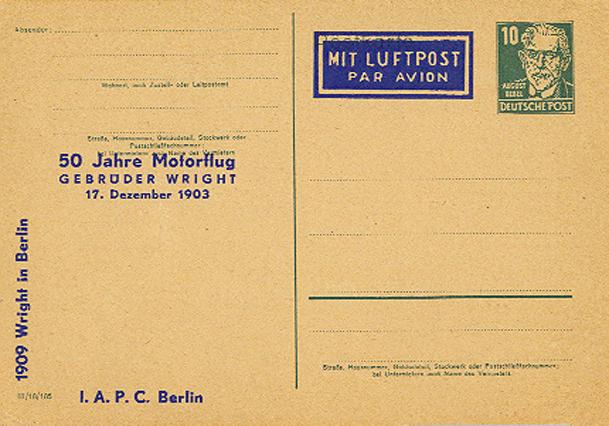 Absender:
Wohnort, auch Zustell- oder Leitpostamt
Straße, Hausnummer, Gebäudeteil, Stockwerk oder
Postschließfachnummer;
bei Untermietern auch Name des Vermieters
50 Jahre Motorflug
GEBRÜDER WRIGHT
17. Dezember 1903
1909 Wright in Berlin
I. A. P. C. Berlin
MIT LUFTPOST
PAR AVION
10
AUGUST
BEBEL
DEUTSCHE POST
Straße, Hausnummer, Gebäudeteil, Stockwerk oder Postschließfachnummer;
bei Untermietern auch Name des Vermieters